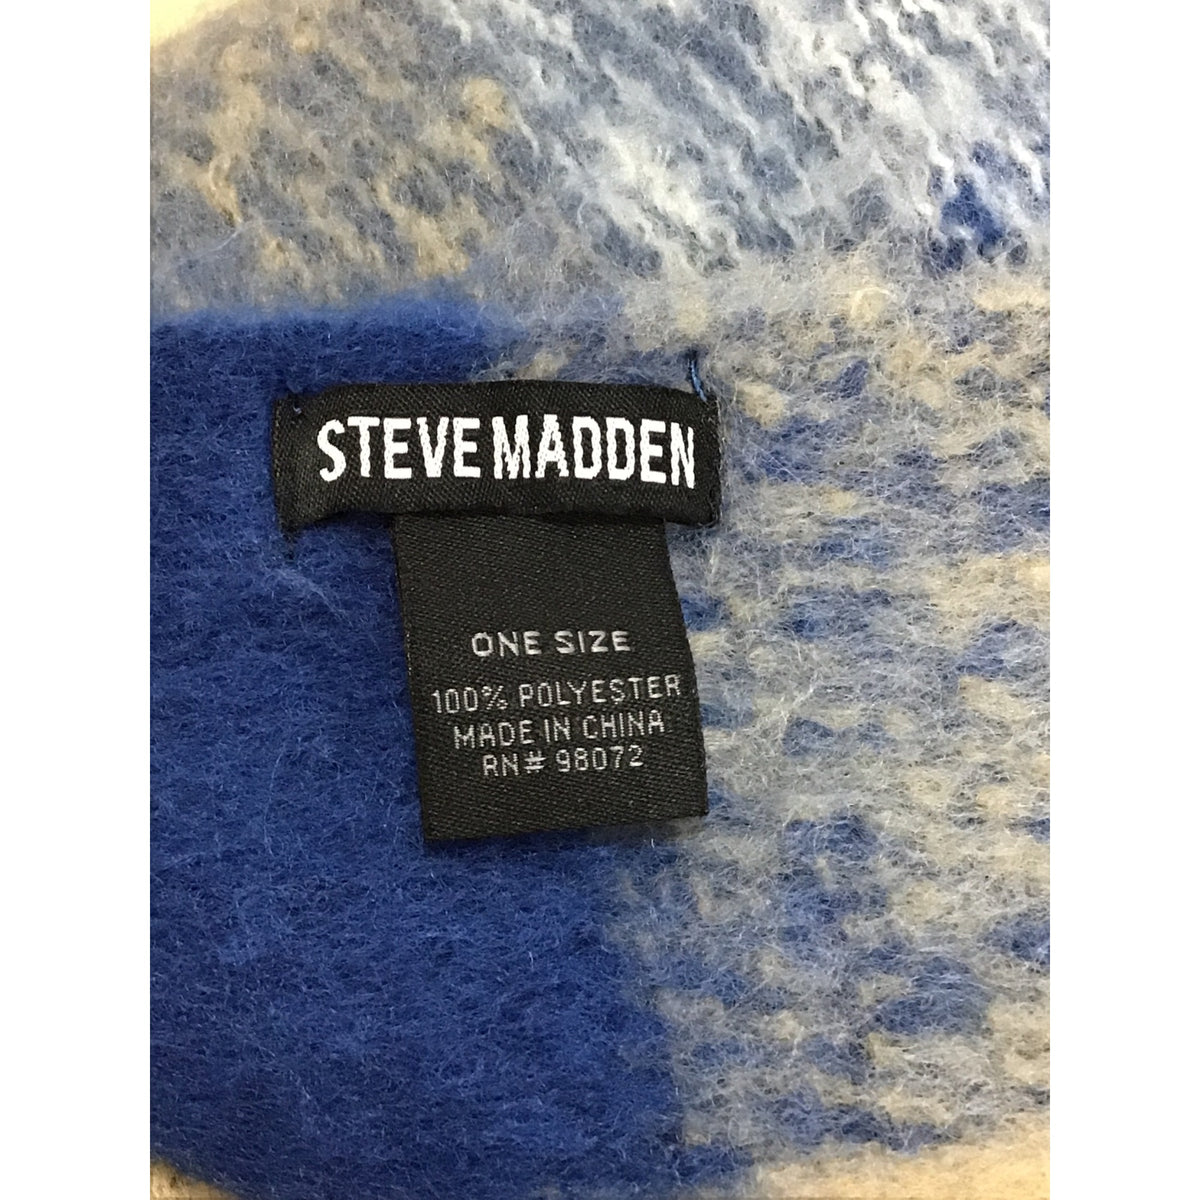 STEVE MADDEN
ONE SIZE
100% POLYESTER
MADE IN CHINA
RN# 98072